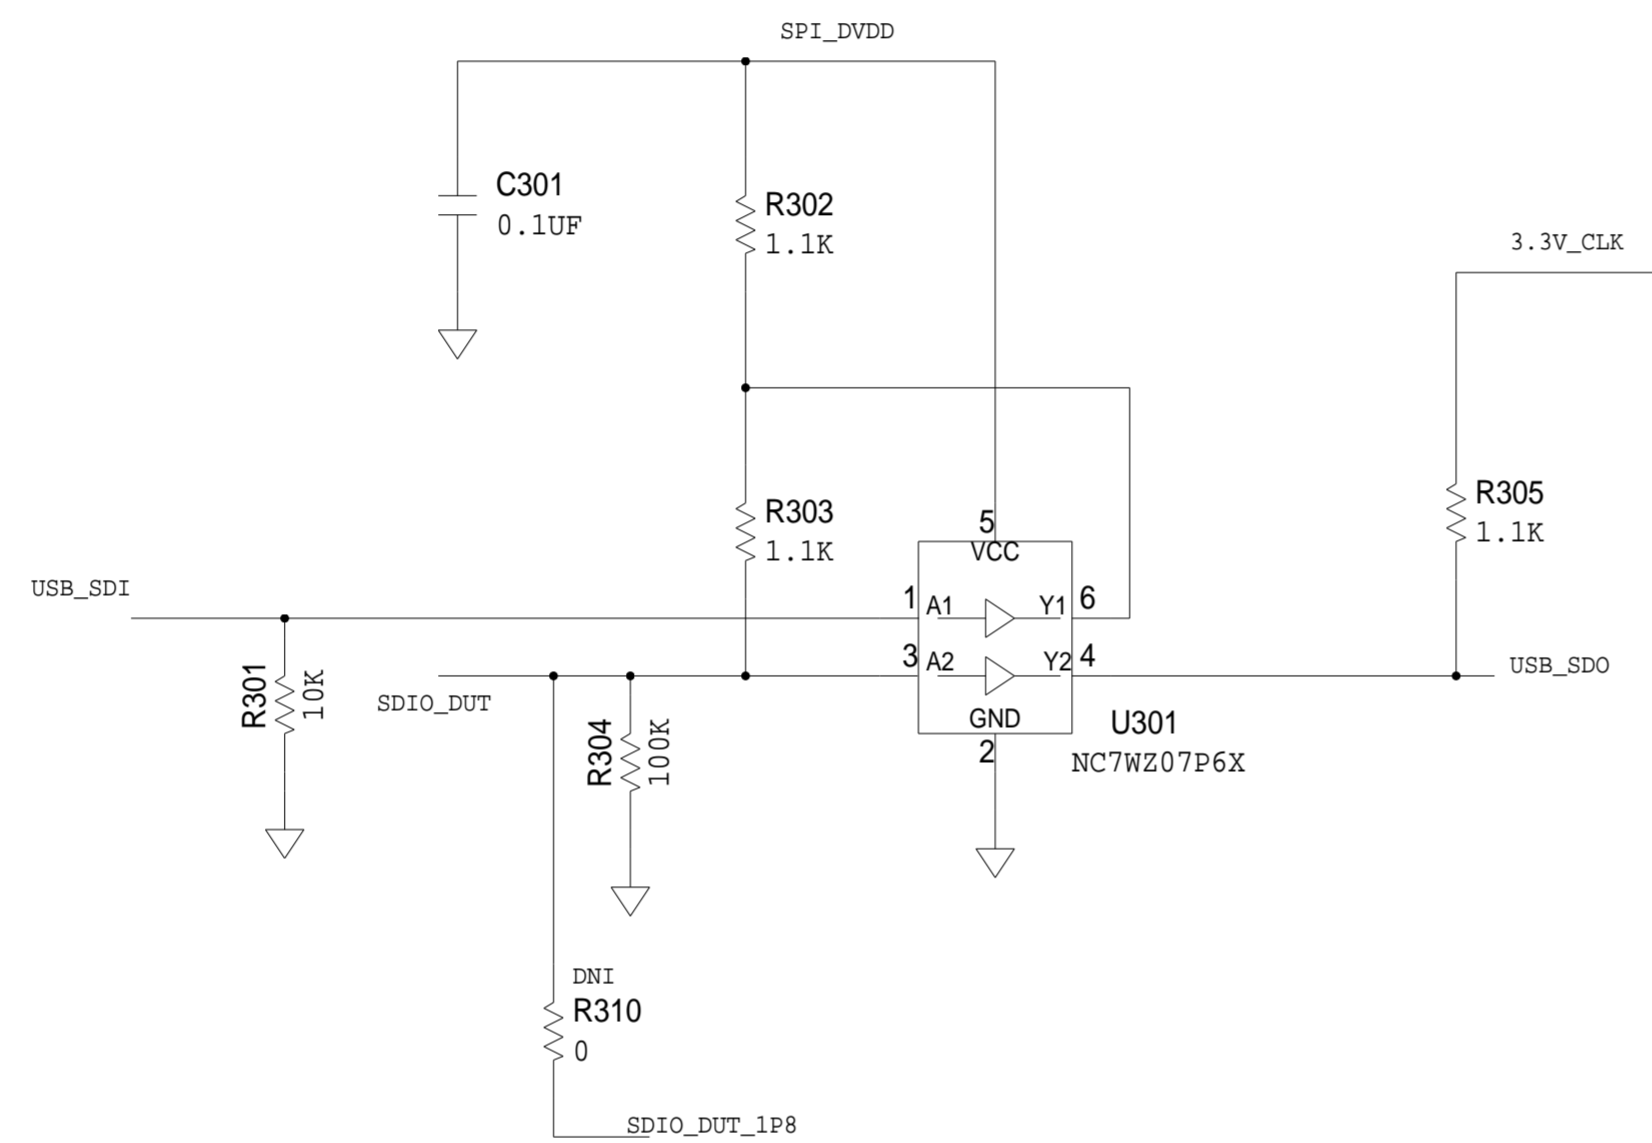 SPI_DVDD
C301
0.1UF
R302
1.1K
3.3V_CLK
R303
1.1K
R305
1.1K
5
VCC
USB_SDI
1 A1 Y1 6
3 A2 Y2 4
USB_SDO
R301
10K
SDIO_DUT
R304
100K
GND
2
U301
NC7WZ07P6X
DNI
R310
0
SDIO_DUT_1P8